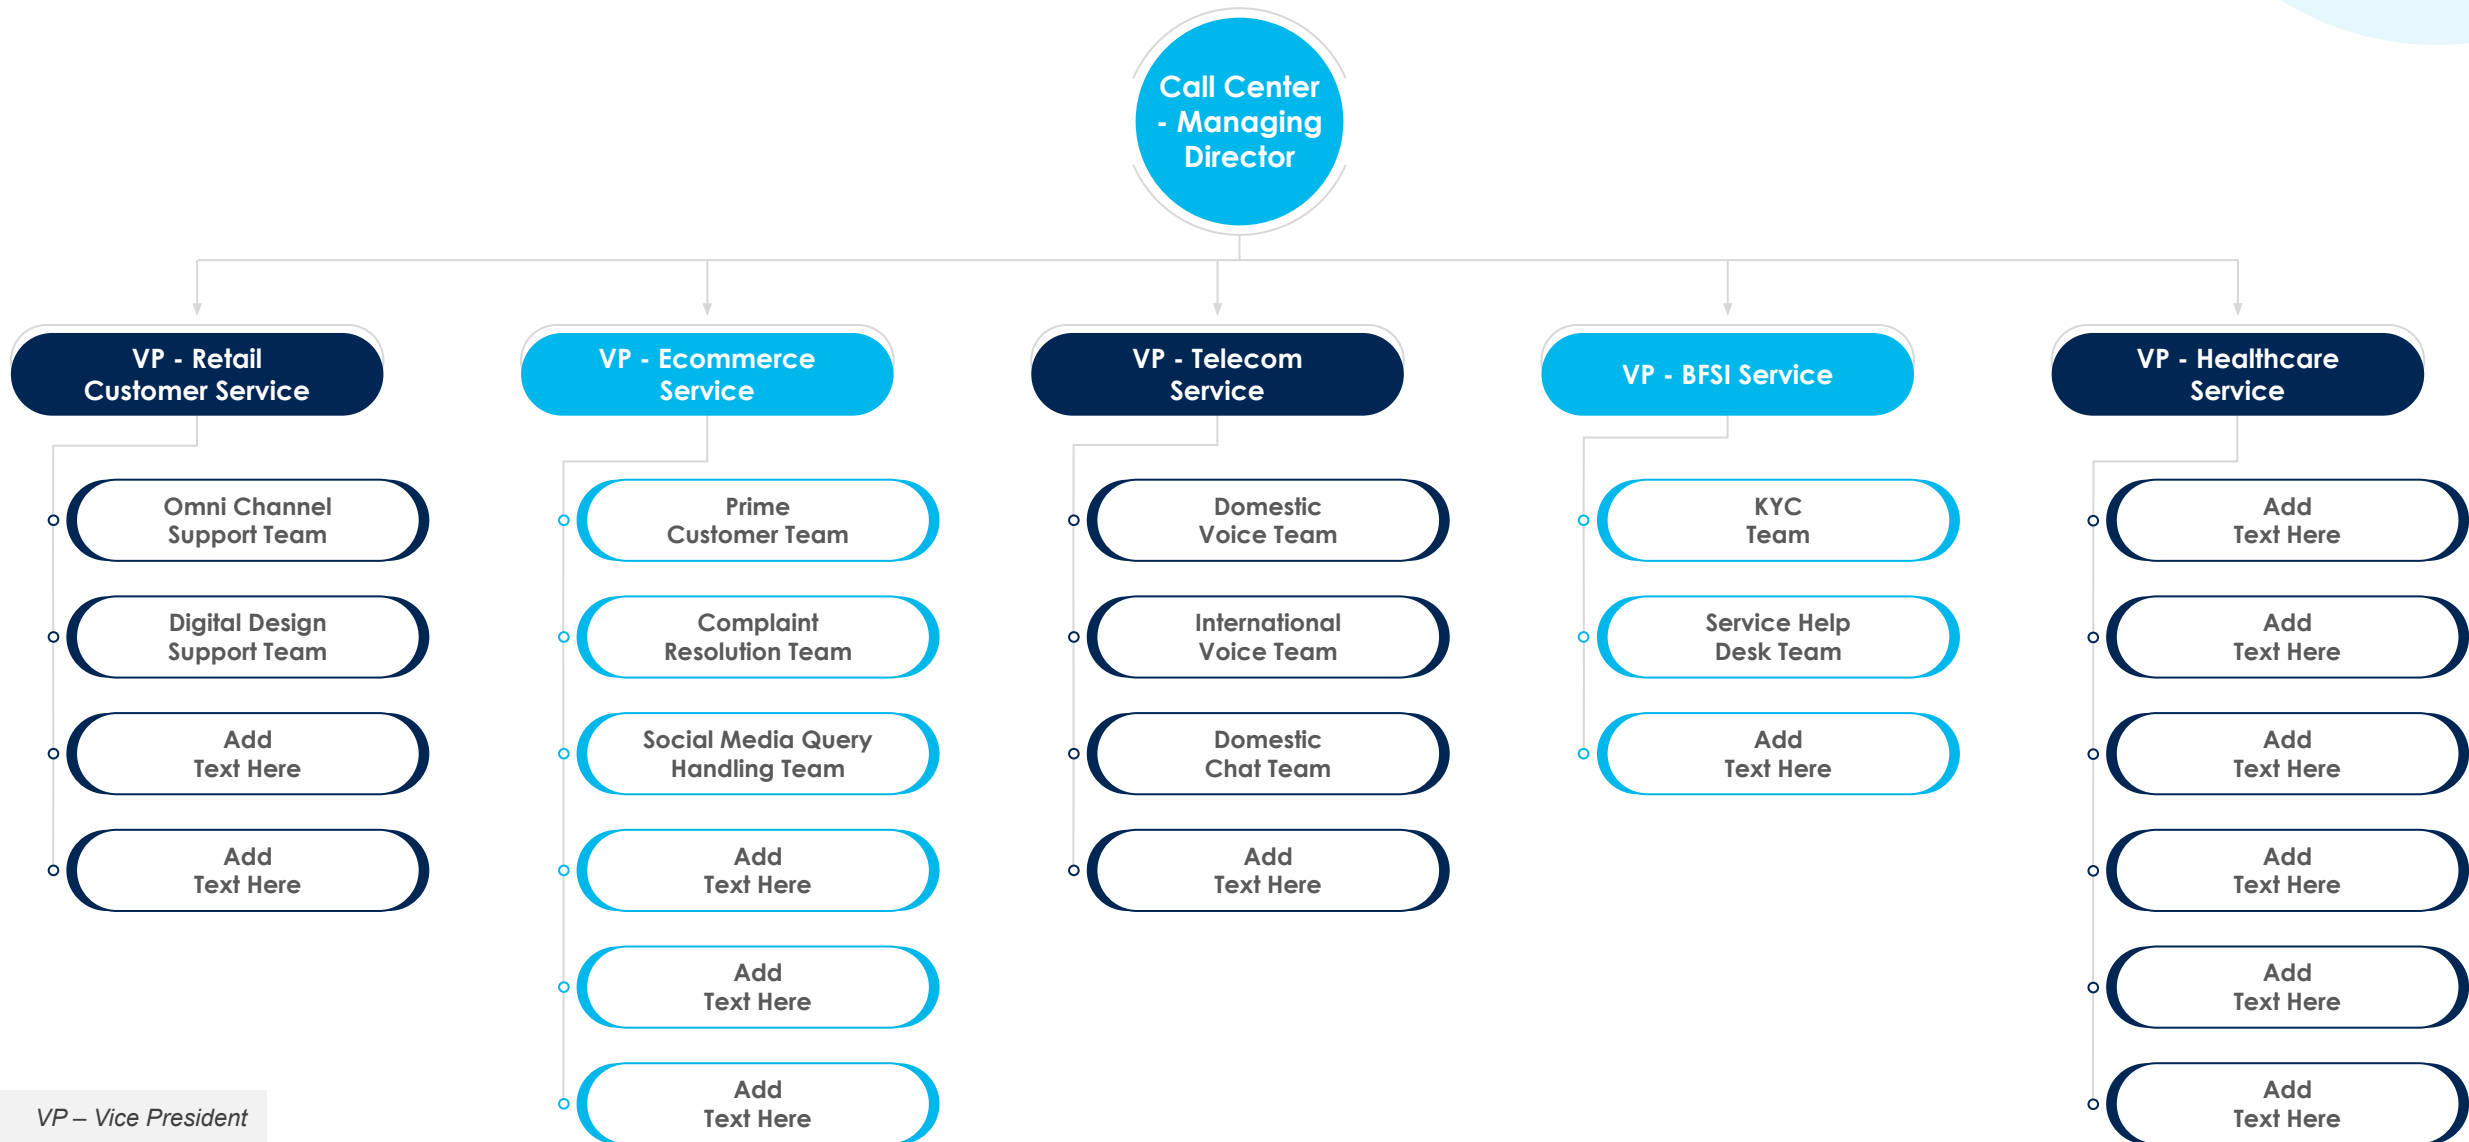 Call Center
- Managing
Director
VP - Retail
Customer Service
Omni Channel
Support Team
Digital Design
Support Team
Add
Text Here
Add
Text Here
VP - Ecommerce
Service
Prime
Customer Team
Complaint
Resolution Team
Social Media Query
Handling Team
Add
Text Here
Add
Text Here
Add
Text Here
VP - Telecom
Service
Domestic
Voice Team
International
Voice Team
Domestic
Chat Team
Add
Text Here
VP - BFSI Service
KYC
Team
Service Help
Desk Team
Add
Text Here
VP - Healthcare
Service
Add
Text Here
Add
Text Here
Add
Text Here
Add
Text Here
Add
Text Here
Add
Text Here
VP – Vice President